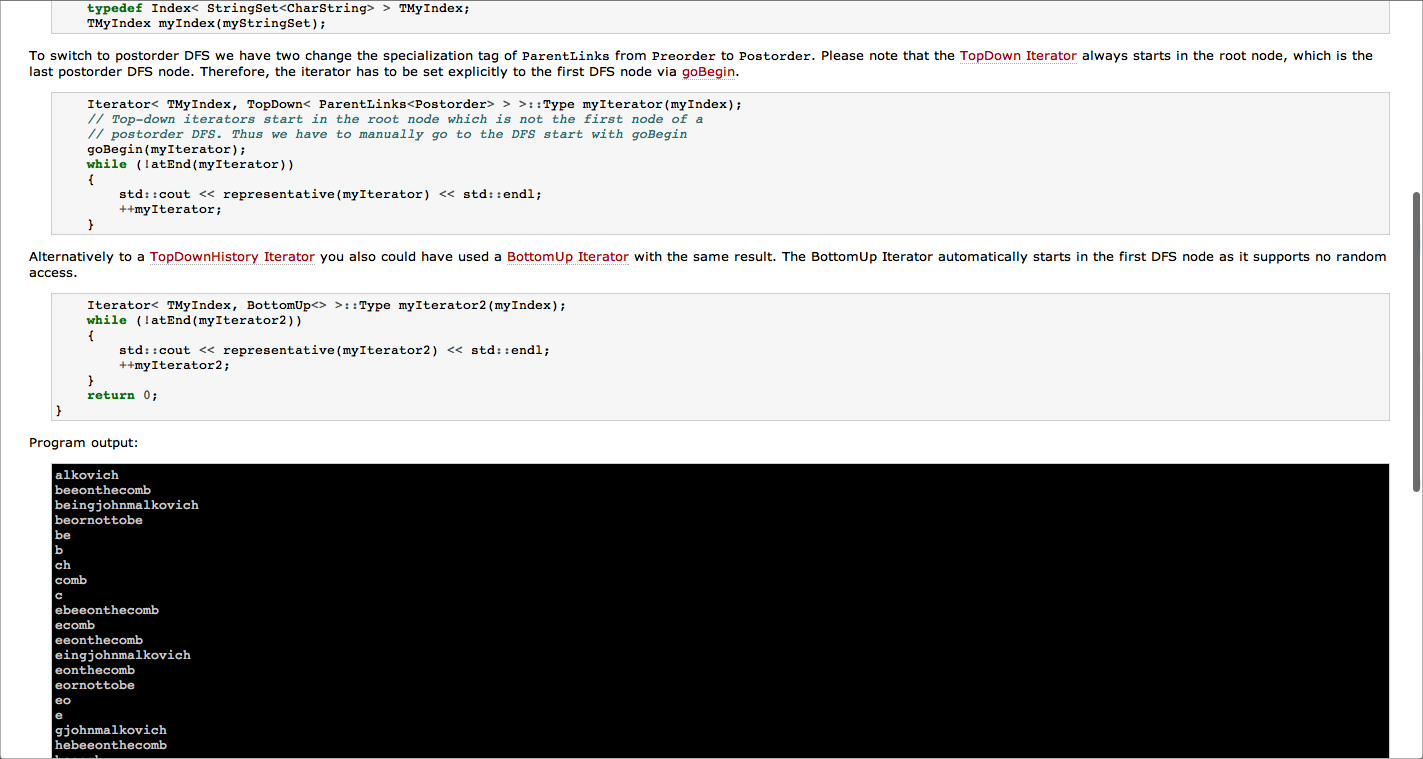 typedef Index< StringSet<CharString> > TMyIndex;
TMyIndex myIndex(myStringSet);
To switch to postorder DFS we have two change the specialization tag of ParentLinks from Preorder to Postorder. Please note that the TopDown Iterator always starts in the root node, which is the
last postorder DFS node. Therefore, the iterator has to be set explicitly to the first DFS node via goBegin.
Iterator< TMyIndex, TopDown< ParentLinks<Postorder> > >::Type myIterator(myIndex);
// Top-down iterators start in the root node which is not the first node of a
// postorder DFS. Thus we have to manually go to the DFS start with goBegin
goBegin(myIterator);
while (!atEnd(myIterator))
{
std::cout << representative(myIterator) << std::endl;
++myIterator;
}
Alternatively to a TopDownHistory Iterator you also could have used a BottomUp Iterator with the same result. The BottomUp Iterator automatically starts in the first DFS node as it supports no random
access.
Iterator< TMyIndex, BottomUp<> >::Type myIterator2(myIndex);
while (!atEnd(myIterator2))
{
std::cout << representative(myIterator2) << std::endl;
++myIterator2;
}
return 0;
}
Program output:
alkovich
beeonthecomb
beingjohnmalkovich
beornottobe
be
b
ch
comb
c
ebeeonthecomb
ecomb
eeonthecomb
eingjohnmalkovich
eonthecomb
eornottobe
eo
e
gjohnmalkovich
hebeeonthecomb